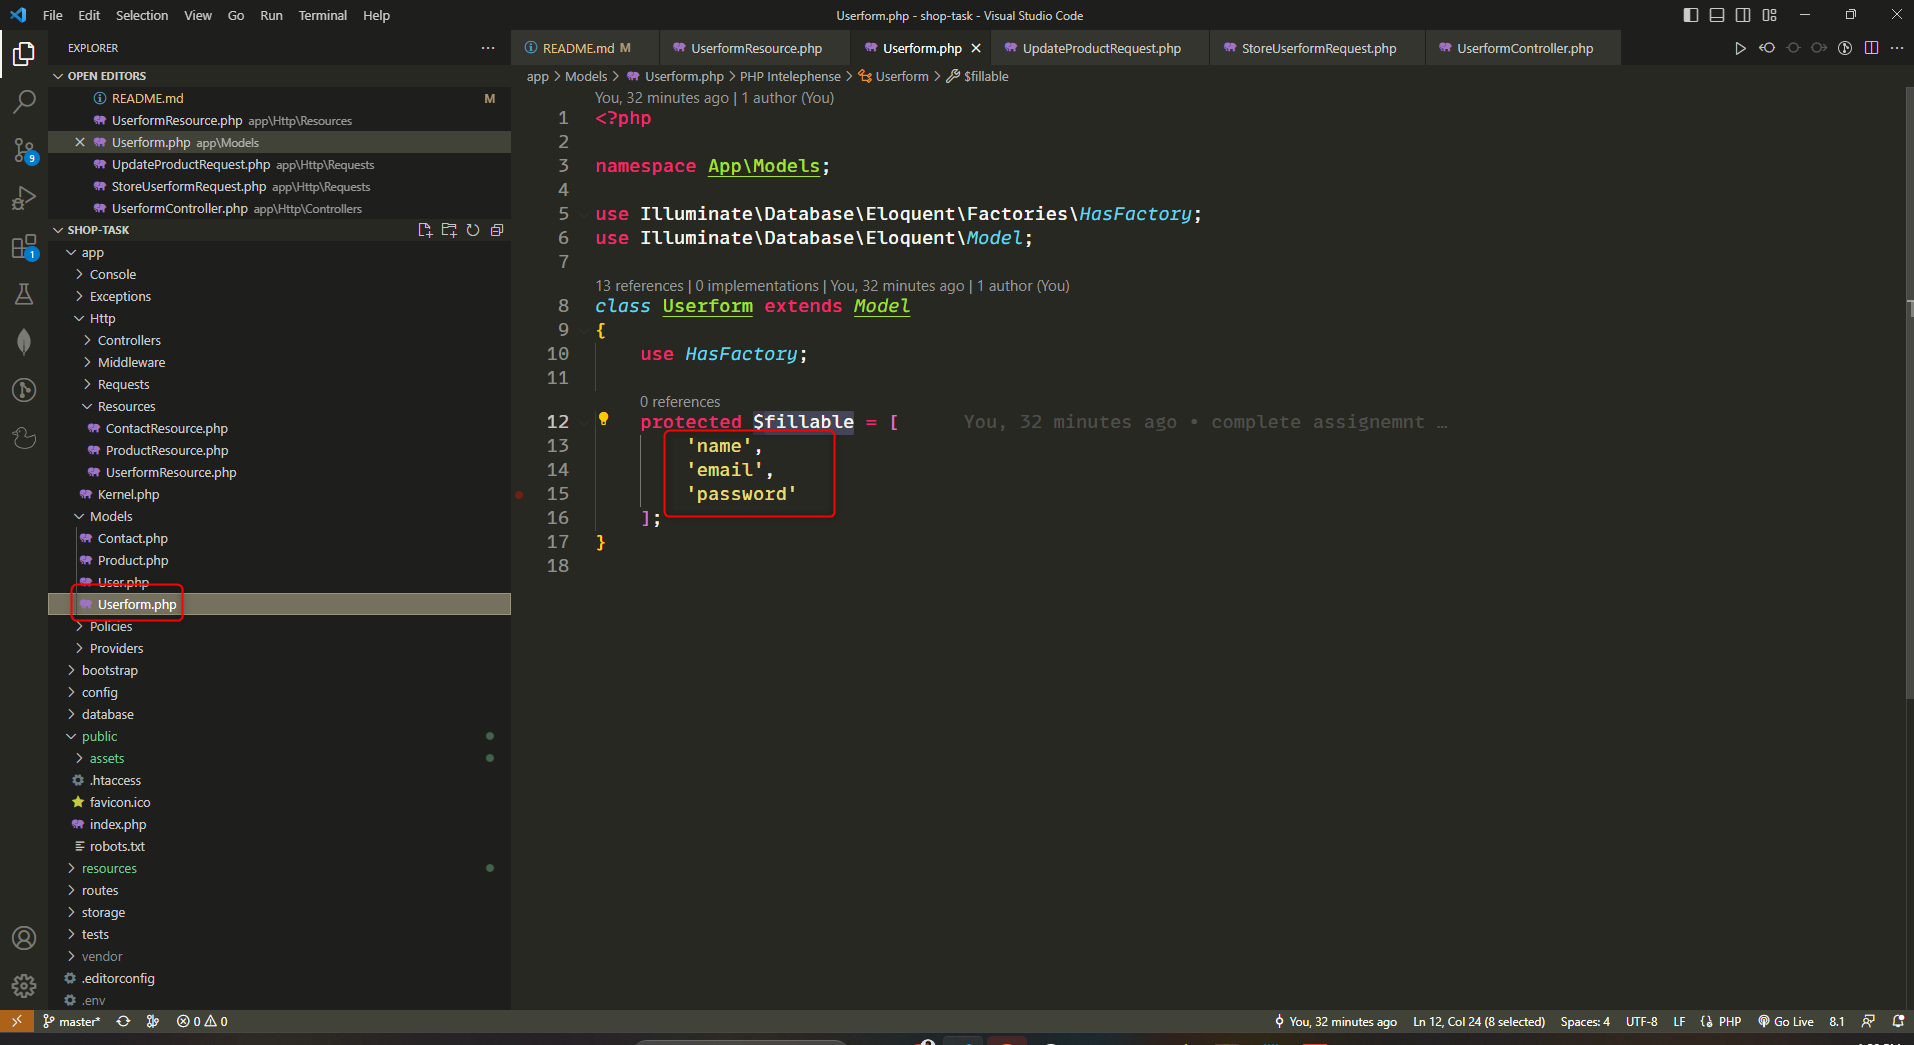 File Edit Selection View Go Run Terminal Help
Userform.php - shop-task - Visual Studio Code
EXPLORER
OPEN EDITORS
README.md M
UserformResource.php app\Http\Resources
Userform.php app\Models
UpdateProductRequest.php app\Http\Requests
StoreUserformRequest.php app\Http\Requests
UserformController.php app\Http\Controllers
SHOP-TASK
app
Console
Exceptions
Http
Controllers
Middleware
Requests
Resources
ContactResource.php
ProductResource.php
UserformResource.php
Kernel.php
Models
Contact.php
Product.php
User.php
Userform.php
Policies
Providers
bootstrap
config
database
public
assets
.htaccess
favicon.ico
index.php
robots.txt
resources
routes
storage
tests
vendor
.editorconfig
.env
9
1
README.md M UserformResource.php Userform.php UpdateProductRequest.php StoreUserformRequest.php UserformController.php
app > Models > Userform.php > PHP Intelephense > Userform > $fillable
You, 32 minutes ago | 1 author (You)
1 <?php
2
3 namespace App\Models;
4
5 use Illuminate\Database\Eloquent\Factories\HasFactory;
6 use Illuminate\Database\Eloquent\Model;
7
13 references | 0 implementations | You, 32 minutes ago | 1 author (You)
8 class Userform extends Model
9 {
10 use HasFactory;
11
0 references
12 protected $fillable = [ You, 32 minutes ago • complete assignemnt …
13 'name',
14 'email',
15 'password'
16 ];
17 }
18
master* 0 0 You, 32 minutes ago Ln 12, Col 24 (8 selected) Spaces: 4 UTF-8 LF PHP Go Live 8.1